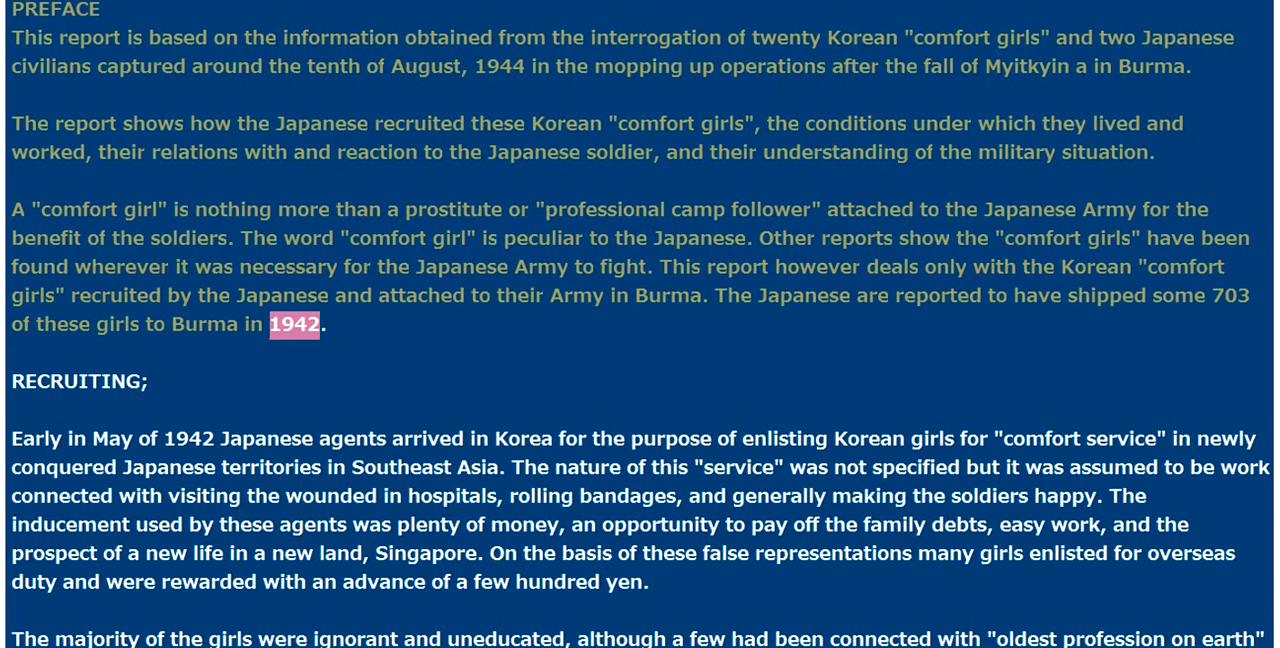 PREFACE
This report is based on the information obtained from the interrogation of twenty Korean "comfort girls" and two Japanese
civilians captured around the tenth of August, 1944 in the mopping up operations after the fall of Myitkyin a in Burma.
The report shows how the Japanese recruited these Korean "comfort girls", the conditions under which they lived and
worked, their relations with and reaction to the Japanese soldier, and their understanding of the military situation.
A "comfort girl" is nothing more than a prostitute or "professional camp follower" attached to the Japanese Army for the
benefit of the soldiers. The word "comfort girl" is peculiar to the Japanese. Other reports show the "comfort girls" have been
found wherever it was necessary for the Japanese Army to fight. This report however deals only with the Korean "comfort
girls" recruited by the Japanese and attached to their Army in Burma. The Japanese are reported to have shipped some 703
of these girls to Burma in 1942.
RECRUITING;
Early in May of 1942 Japanese agents arrived in Korea for the purpose of enlisting Korean girls for "comfort service" in newly
conquered Japanese territories in Southeast Asia. The nature of this "service" was not specified but it was assumed to be work
connected with visiting the wounded in hospitals, rolling bandages, and generally making the soldiers happy. The
inducement used by these agents was plenty of money, an opportunity to pay off the family debts, easy work, and the
prospect of a new life in a new land, Singapore. On the basis of these false representations many girls enlisted for overseas
duty and were rewarded with an advance of a few hundred yen.
The majority of the girls were ignorant and uneducated, although a few had been connected with "oldest profession on earth"